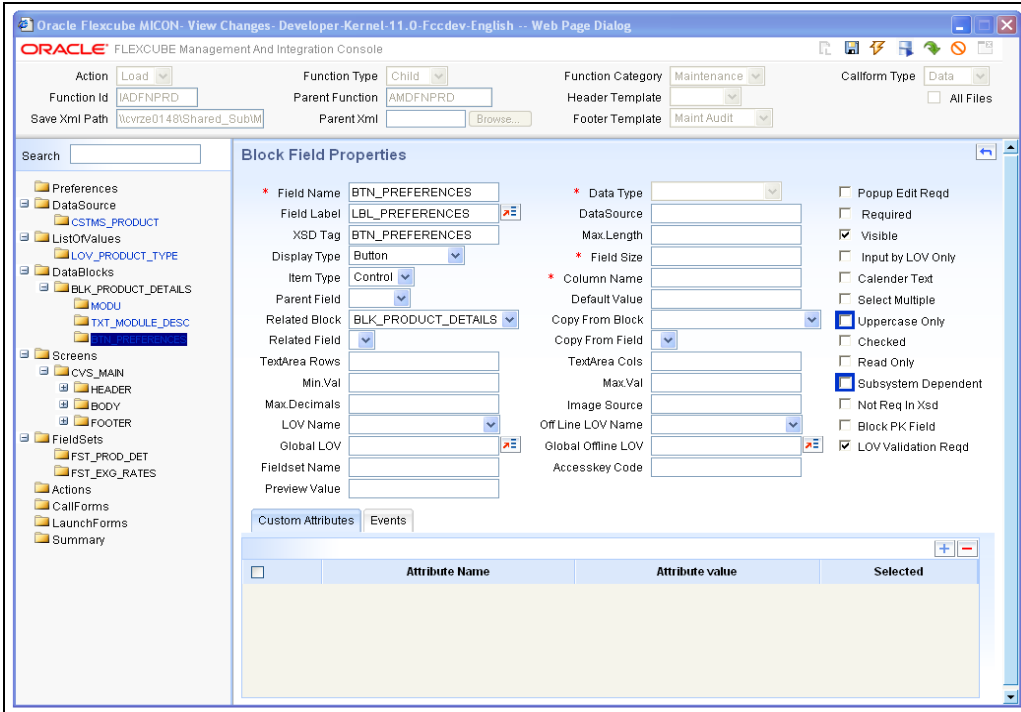 Oracle Flexcube MICON- View Changes- Developer-Kernel-11.0-Fccdev-English -- Web Page Dialog
ORACLE FLEXCUBE Management And Integration Console
Action Load Function Type Child Function Category Maintenance Callform Type Data
Function Id IADFNPRD Parent Function AMDFNPRD Header Template All Files
Save Xml Path \\cvrze0148\Shared_Sub\M Parent Xml Browse... Footer Template Maint Audit
Search
Preferences
DataSource
CSTMS_PRODUCT
ListOfValues
LOV_PRODUCT_TYPE
DataBlocks
BLK_PRODUCT_DETAILS
MODU
TXT_MODULE_DESC
BTN_PREFERENCES
Screens
CVS_MAIN
HEADER
BODY
FOOTER
FieldSets
FST_PROD_DET
FST_EXG_RATES
Actions
CallForms
LaunchForms
Summary
Block Field Properties
* Field Name BTN_PREFERENCES * Data Type Popup Edit Reqd
Field Label LBL_PREFERENCES DataSource Required
XSD Tag BTN_PREFERENCES Max.Length Visible
Display Type Button * Field Size Input by LOV Only
Item Type Control * Column Name Calender Text
Parent Field Default Value Select Multiple
Related Block BLK_PRODUCT_DETAILS Copy From Block Uppercase Only
Related Field Copy From Field Checked
TextArea Rows TextArea Cols Read Only
Min.Val Max.Val Subsystem Dependent
Max.Decimals Image Source Not Req In Xsd
LOV Name Off Line LOV Name Block PK Field
Global LOV Global Offline LOV LOV Validation Reqd
Fieldset Name Accesskey Code
Preview Value
Custom Attributes Events
Attribute Name Attribute value Selected